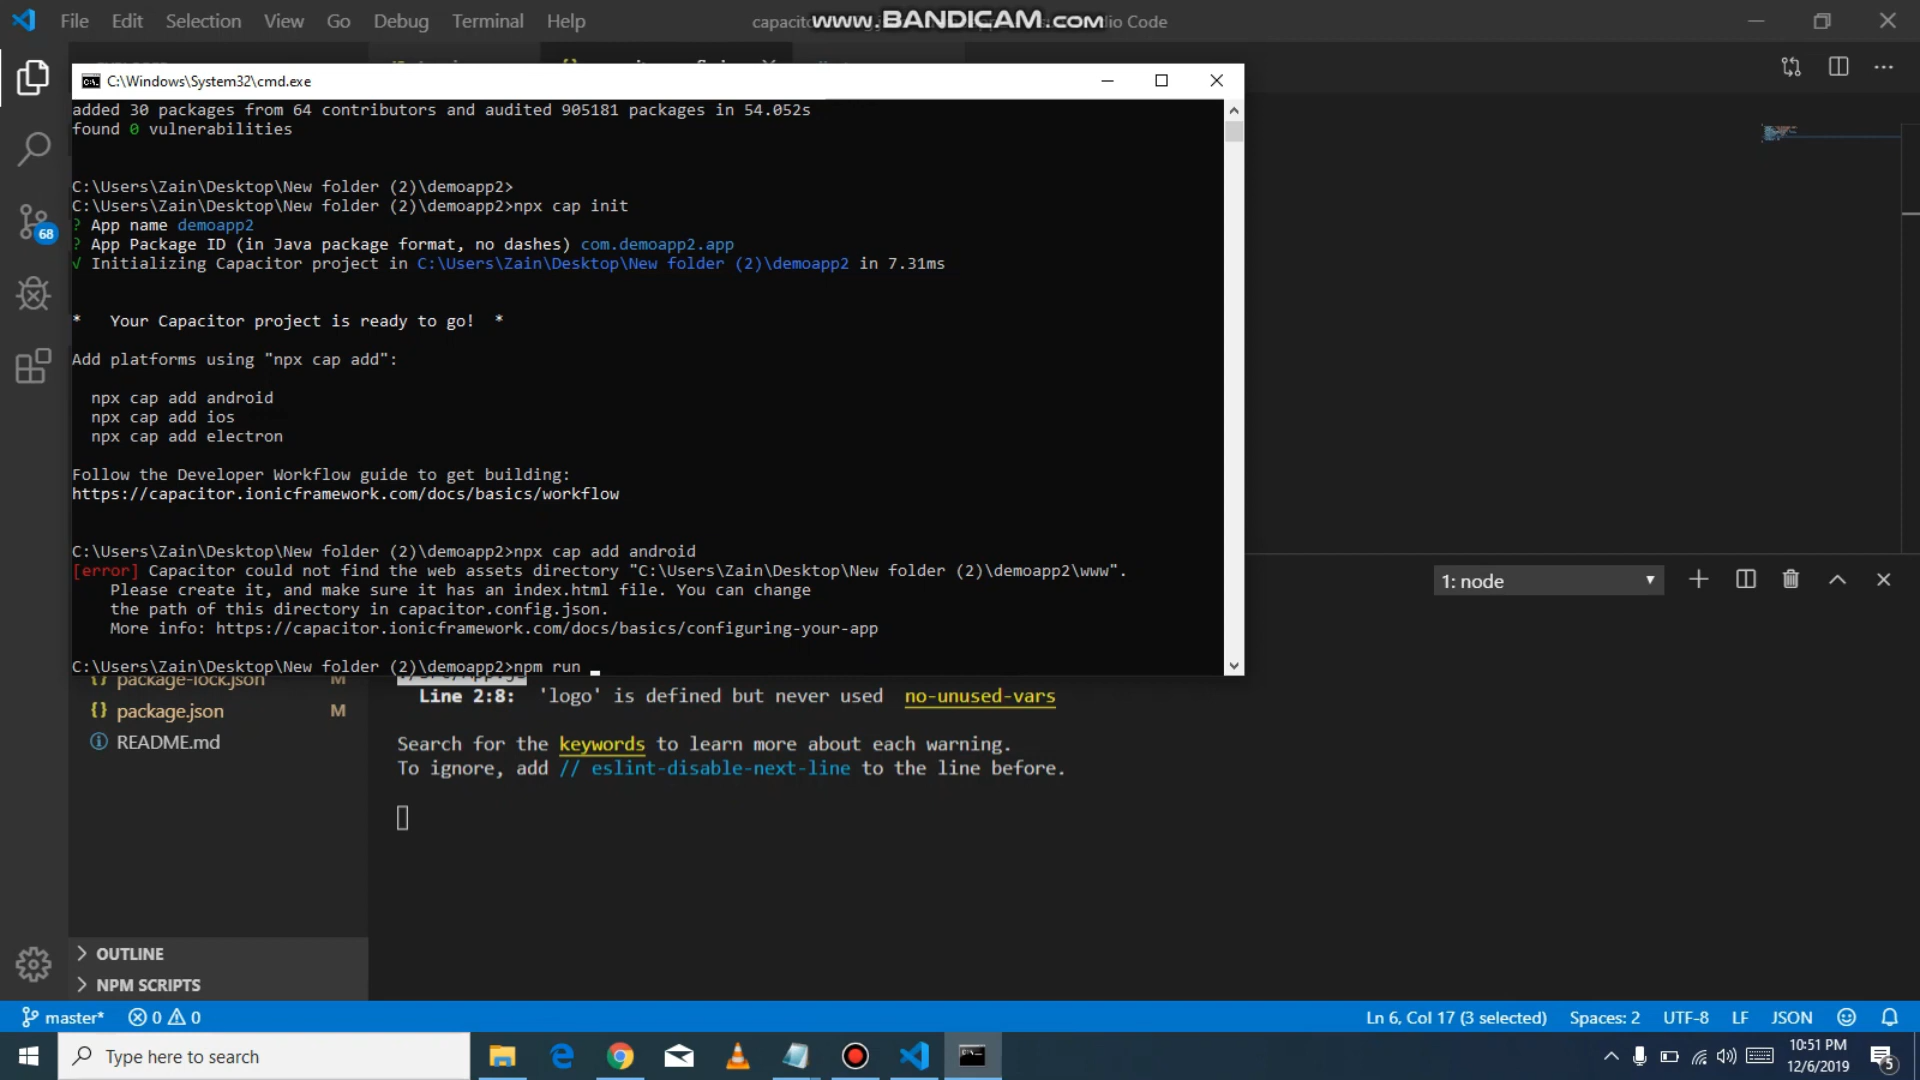 File Edit Selection View Go Debug Terminal Help
www.BANDICAM.com
Code
C:\Windows\System32\cmd.exe
added 30 packages from 64 contributors and audited 905181 packages in 54.052s
found 0 vulnerabilities
C:\Users\Zain\Desktop\New folder (2)\demoapp2>
C:\Users\Zain\Desktop\New folder (2)\demoapp2>npx cap init
? App name demoapp2
? App Package ID (in Java package format, no dashes) com.demoapp2.app
√ Initializing Capacitor project in C:\Users\Zain\Desktop\New folder (2)\demoapp2 in 7.31ms
* Your Capacitor project is ready to go! *
Add platforms using "npx cap add":
npx cap add android
npx cap add ios
npx cap add electron
Follow the Developer Workflow guide to get building:
https://capacitor.ionicframework.com/docs/basics/workflow
C:\Users\Zain\Desktop\New folder (2)\demoapp2>npx cap add android
[error] Capacitor could not find the web assets directory "C:\Users\Zain\Desktop\New folder (2)\demoapp2\www".
Please create it, and make sure it has an index.html file. You can change
the path of this directory in capacitor.config.json.
More info: https://capacitor.ionicframework.com/docs/basics/configuring-your-app
C:\Users\Zain\Desktop\New folder (2)\demoapp2>npm run
68
1: node
{} package-lock.json M
{} package.json M
README.md
Line 2:8: 'logo' is defined but never used no-unused-vars
Search for the keywords to learn more about each warning.
To ignore, add // eslint-disable-next-line to the line before.
OUTLINE
NPM SCRIPTS
master* 0 0
Ln 6, Col 17 (3 selected) Spaces: 2 UTF-8 LF JSON
Type here to search
10:51 PM
12/6/2019
5